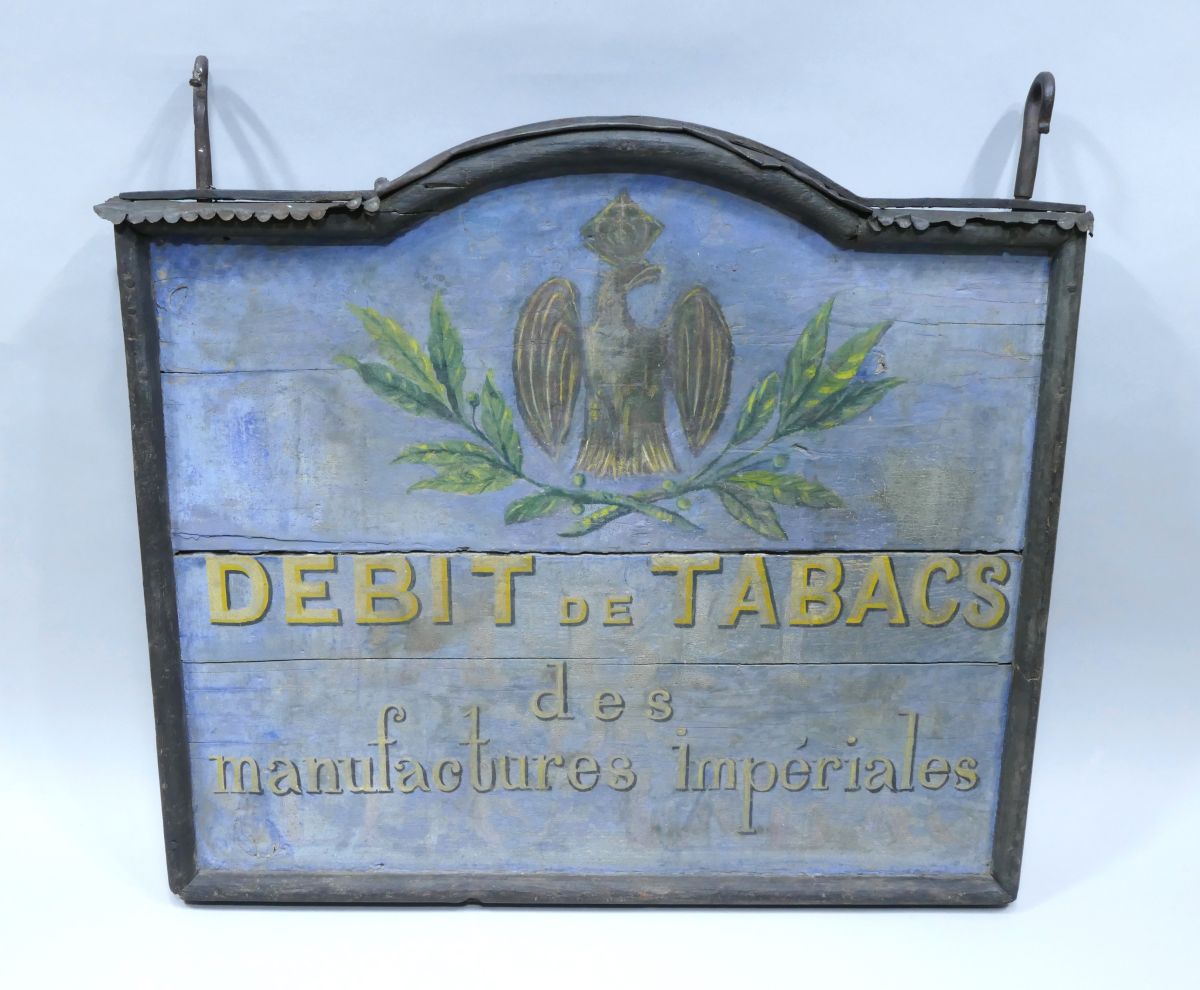 DEBIT DE TABACS
des
manufactures impériales